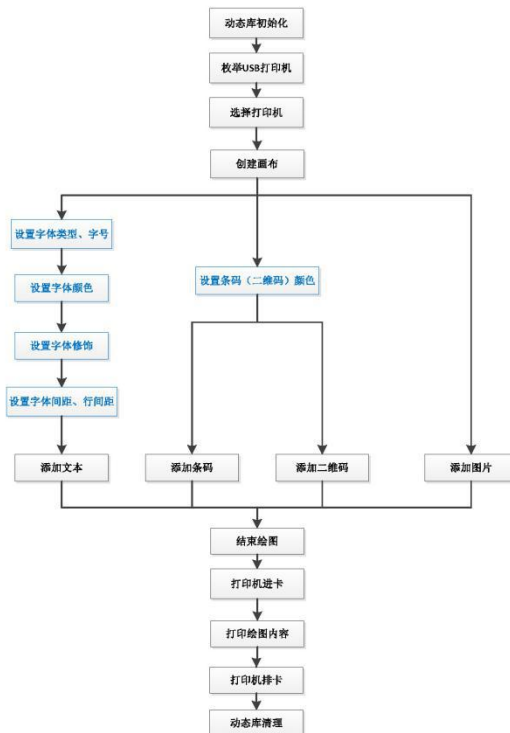 动态库初始化
枚举USB打印机
选择打印机
创建画布
设置字体类型、字号
设置字体颜色
设置条码（二维码）颜色
设置字体修饰
设置字体间距、行间距
添加文本
添加条码
添加二维码
添加图片
结束绘图
打印机进卡
打印绘图内容
打印机排卡
动态库清理